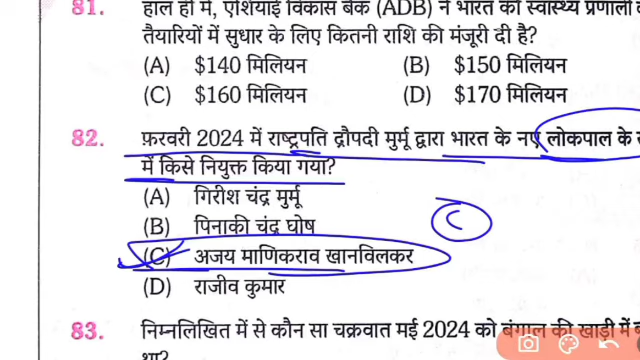 81. हाल ही में, एशियाई विकास बैंक (ADB) ने भारत की स्वास्थ्य प्रणाली
तैयारियों में सुधार के लिए कितनी राशि की मंजूरी दी है?
(A) $140 मिलियन (B) $150 मिलियन
(C) $160 मिलियन (D) $170 मिलियन
82. फ़रवरी 2024 में राष्ट्रपति द्रौपदी मुर्मू द्वारा भारत के नए लोकपाल के
में किसे नियुक्त किया गया?
(A) गिरीश चंद्र मुर्मू
(B) पिनाकी चंद्र घोष
C
(C) अजय माणिकराव खानविलकर
(D) राजीव कुमार
83. निम्नलिखित में से कौन सा चक्रवात मई 2024 को बंगाल की खाड़ी में
था?